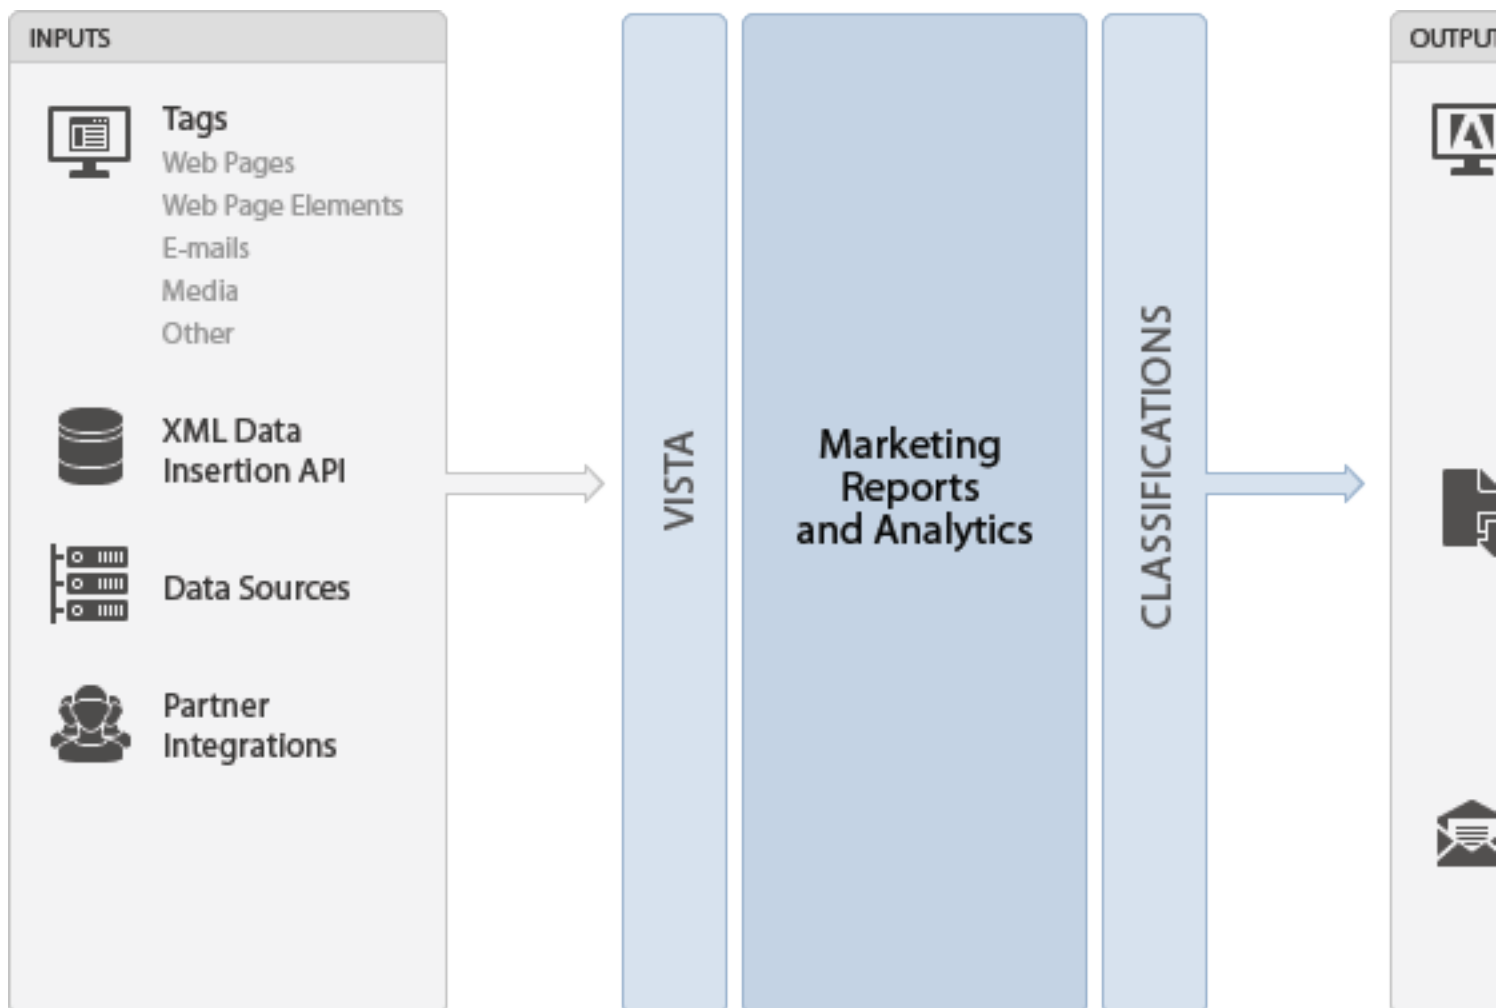 INPUTS
Tags
Web Pages
Web Page Elements
E-mails
Media
Other
XML Data
Insertion API
Data Sources
Partner
Integrations
VISTA
Marketing
Reports
and Analytics
CLASSIFICATIONS